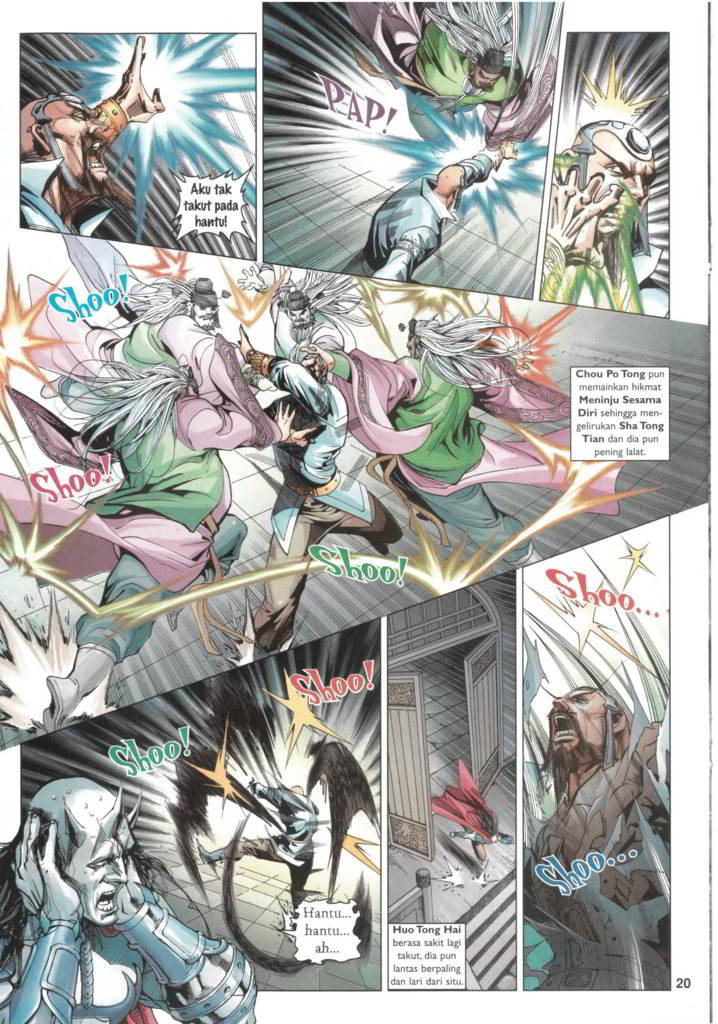 Aku tak
takut pada
hantu!
PAP!
Shoo!
Chou Po Tong pun
memainkan hikmat
Meninju Sesama
Diri sehingga men-
gelirukan Sha Tong
Tian dan dia pun
pening lalat.
Shoo!
Shoo!
Shoo...
Shoo!
Shoo!
Hantu...
hantu...
ah...
Huo Tong Hai
berasa sakit lagi
takut, dia pun
lantas berpaling
dan lari dari situ.
Shoo...
20